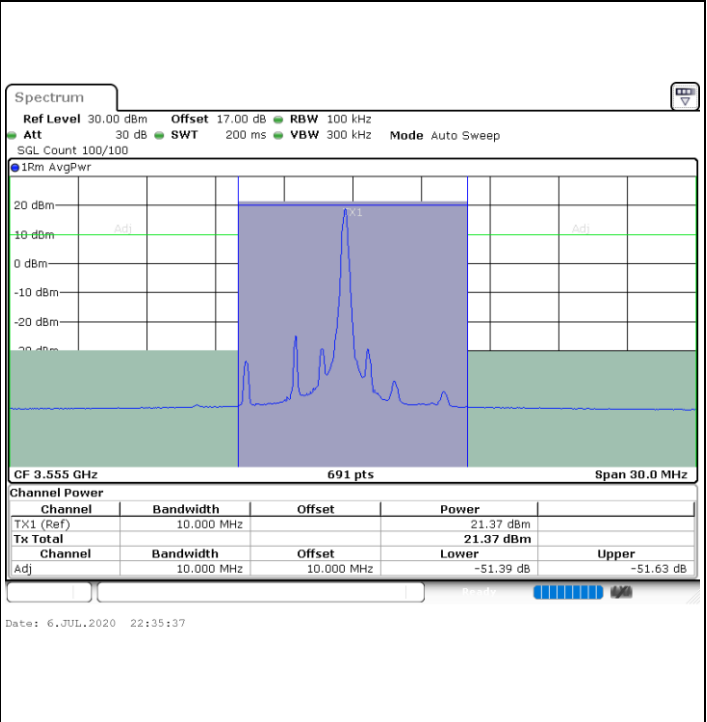 Spectrum
Ref Level 30.00 dBm Offset 17.00 dB RBW 100 kHz
Att 30 dB SWT 200 ms VBW 300 kHz Mode Auto Sweep
SGL Count 100/100
1Rm AvgPwr
20 dBm
X1
Adj Adj
10 dBm
0 dBm
-10 dBm
-20 dBm
CF 3.555 GHz 691 pts Span 30.0 MHz
Channel Power
Channel Bandwidth Offset Power
TX1 (Ref) 10.000 MHz 21.37 dBm
Tx Total 21.37 dBm
Channel Bandwidth Offset Lower Upper
Adj 10.000 MHz 10.000 MHz -51.39 dB -51.63 dB
Ready
Date: 6.JUL.2020 22:35:37